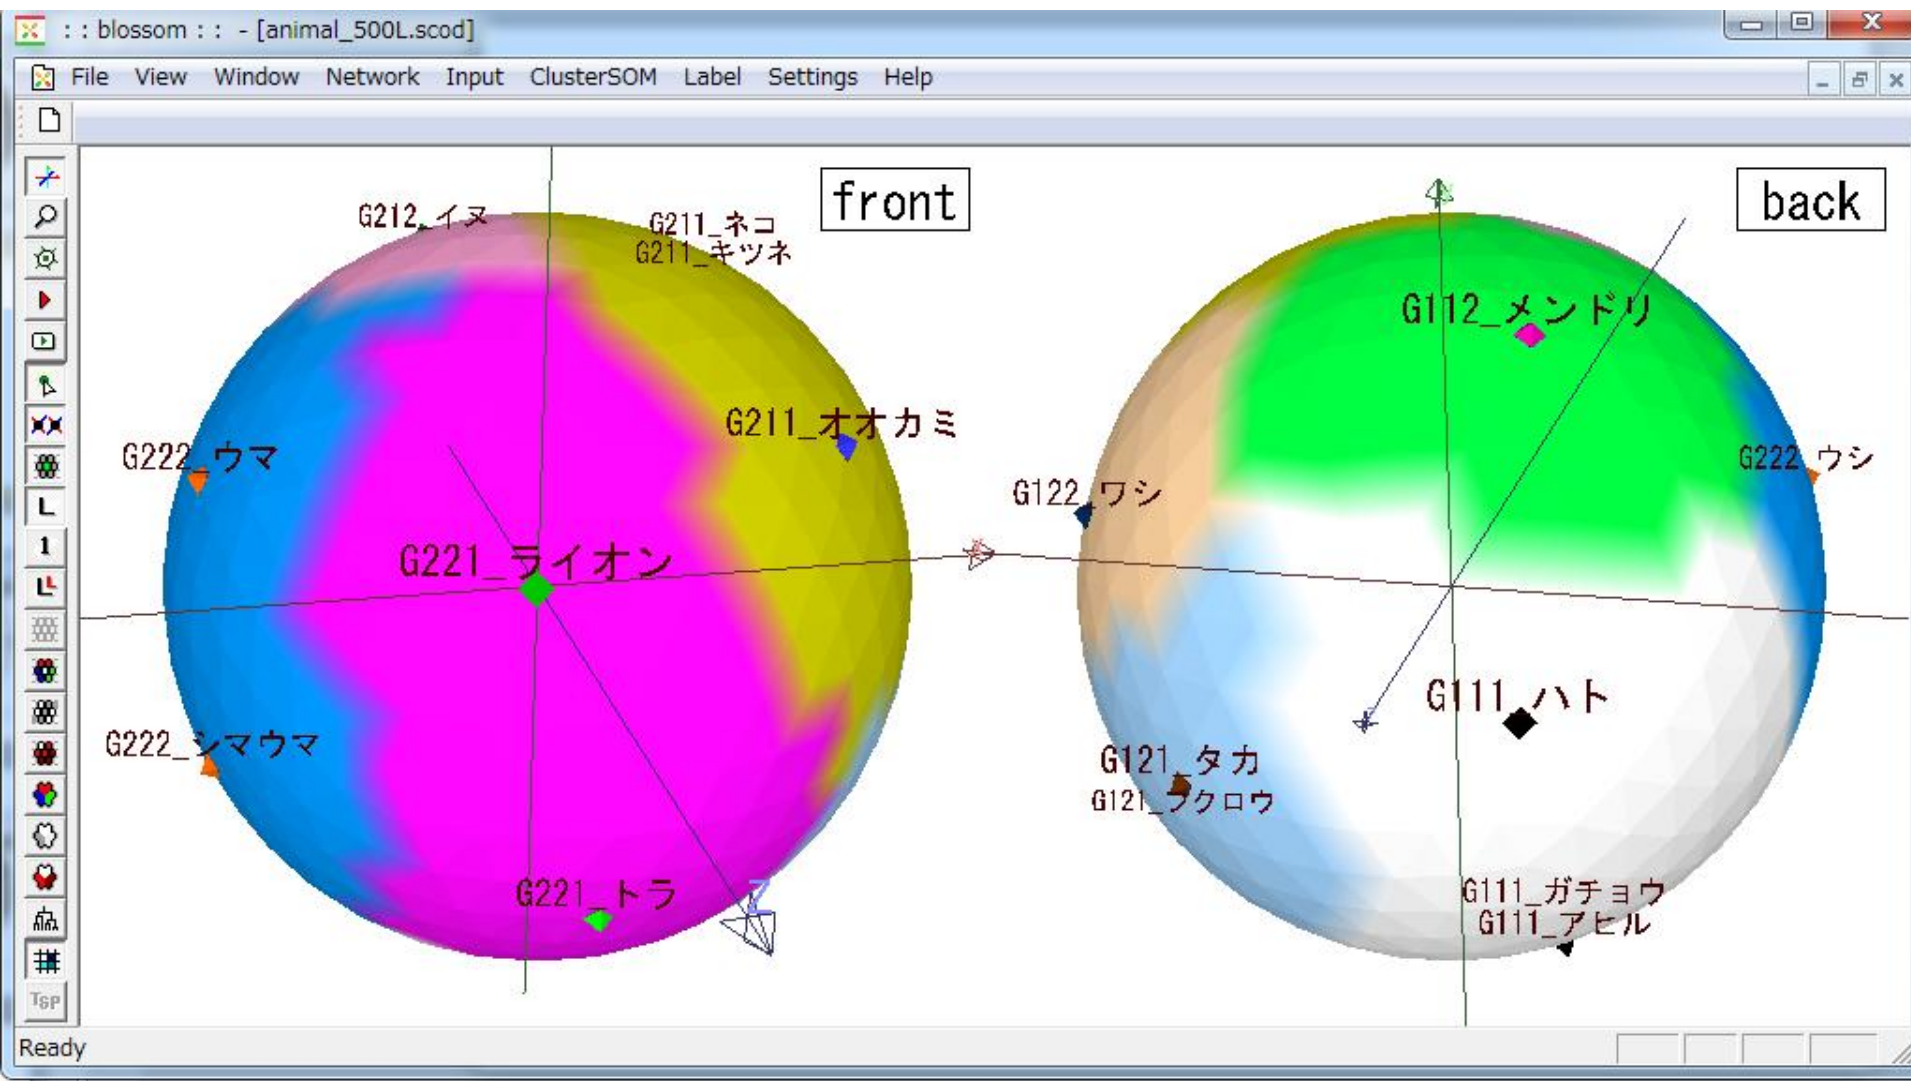 : : blossom : :  - [animal_500L.scod]
File View Window Network Input ClusterSOM Label Settings Help
front
back
G212_イヌ
G211_ネコ
G211_キツネ
G112_メンドリ
G211_オオカミ
G222_ウマ
G222_ウシ
G122_ワシ
G221_ライオン
G111_ハト
G222_シマウマ
G121_タカ
G121_フクロウ
G221_トラ
Z
G111_ガチョウ
G111_アヒル
L
1
LL
TSP
Ready